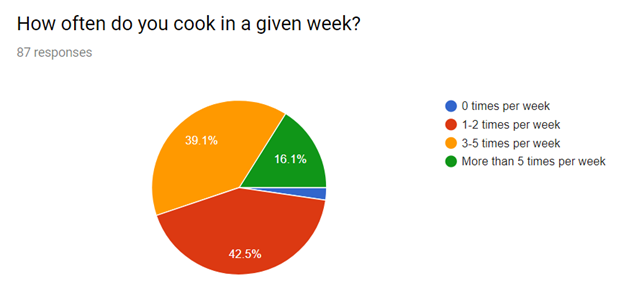 How often do you cook in a given week?
87 responses
39.1%
16.1%
42.5%
0 times per week
1-2 times per week
3-5 times per week
More than 5 times per week